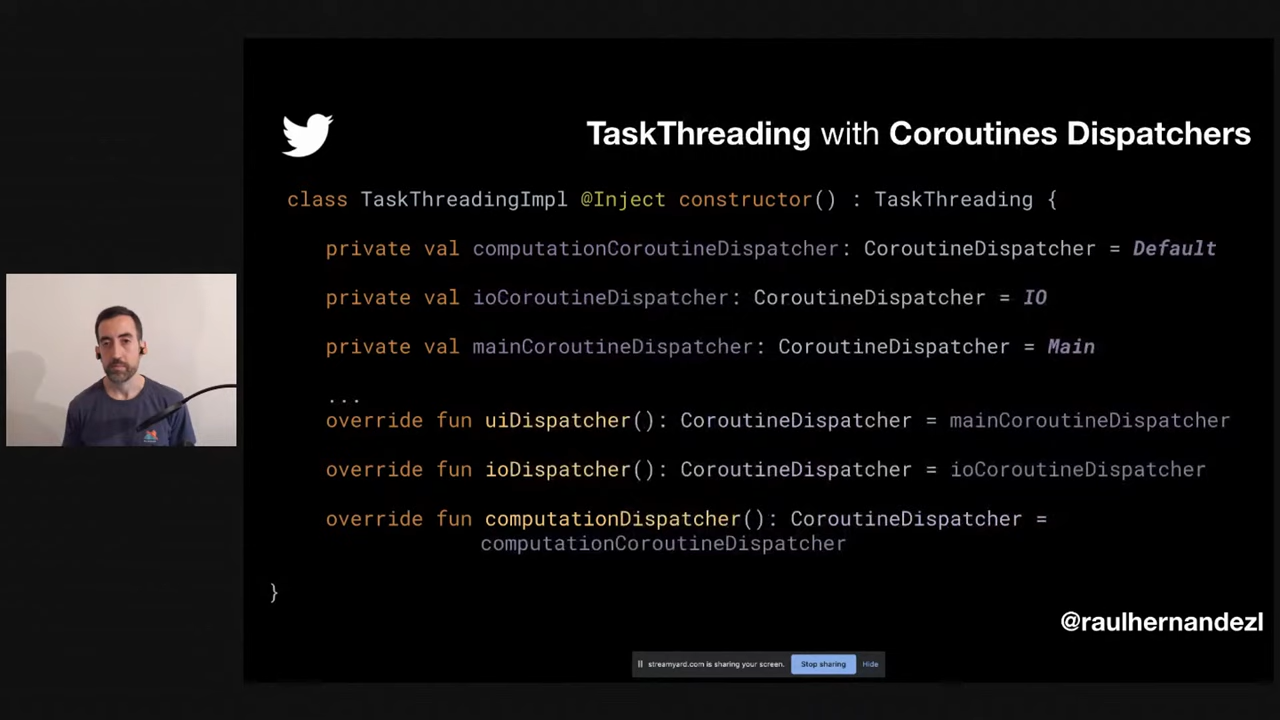 TaskThreading with Coroutines Dispatchers
class TaskThreadingImpl @Inject constructor() : TaskThreading {
private val computationCoroutineDispatcher: CoroutineDispatcher = Default
private val ioCoroutineDispatcher: CoroutineDispatcher = IO
private val mainCoroutineDispatcher: CoroutineDispatcher = Main
...
override fun uiDispatcher(): CoroutineDispatcher = mainCoroutineDispatcher
override fun ioDispatcher(): CoroutineDispatcher = ioCoroutineDispatcher
override fun computationDispatcher(): CoroutineDispatcher =
computationCoroutineDispatcher
}
@raulhernandezl
streamyard.com is sharing your screen. Stop sharing Hide